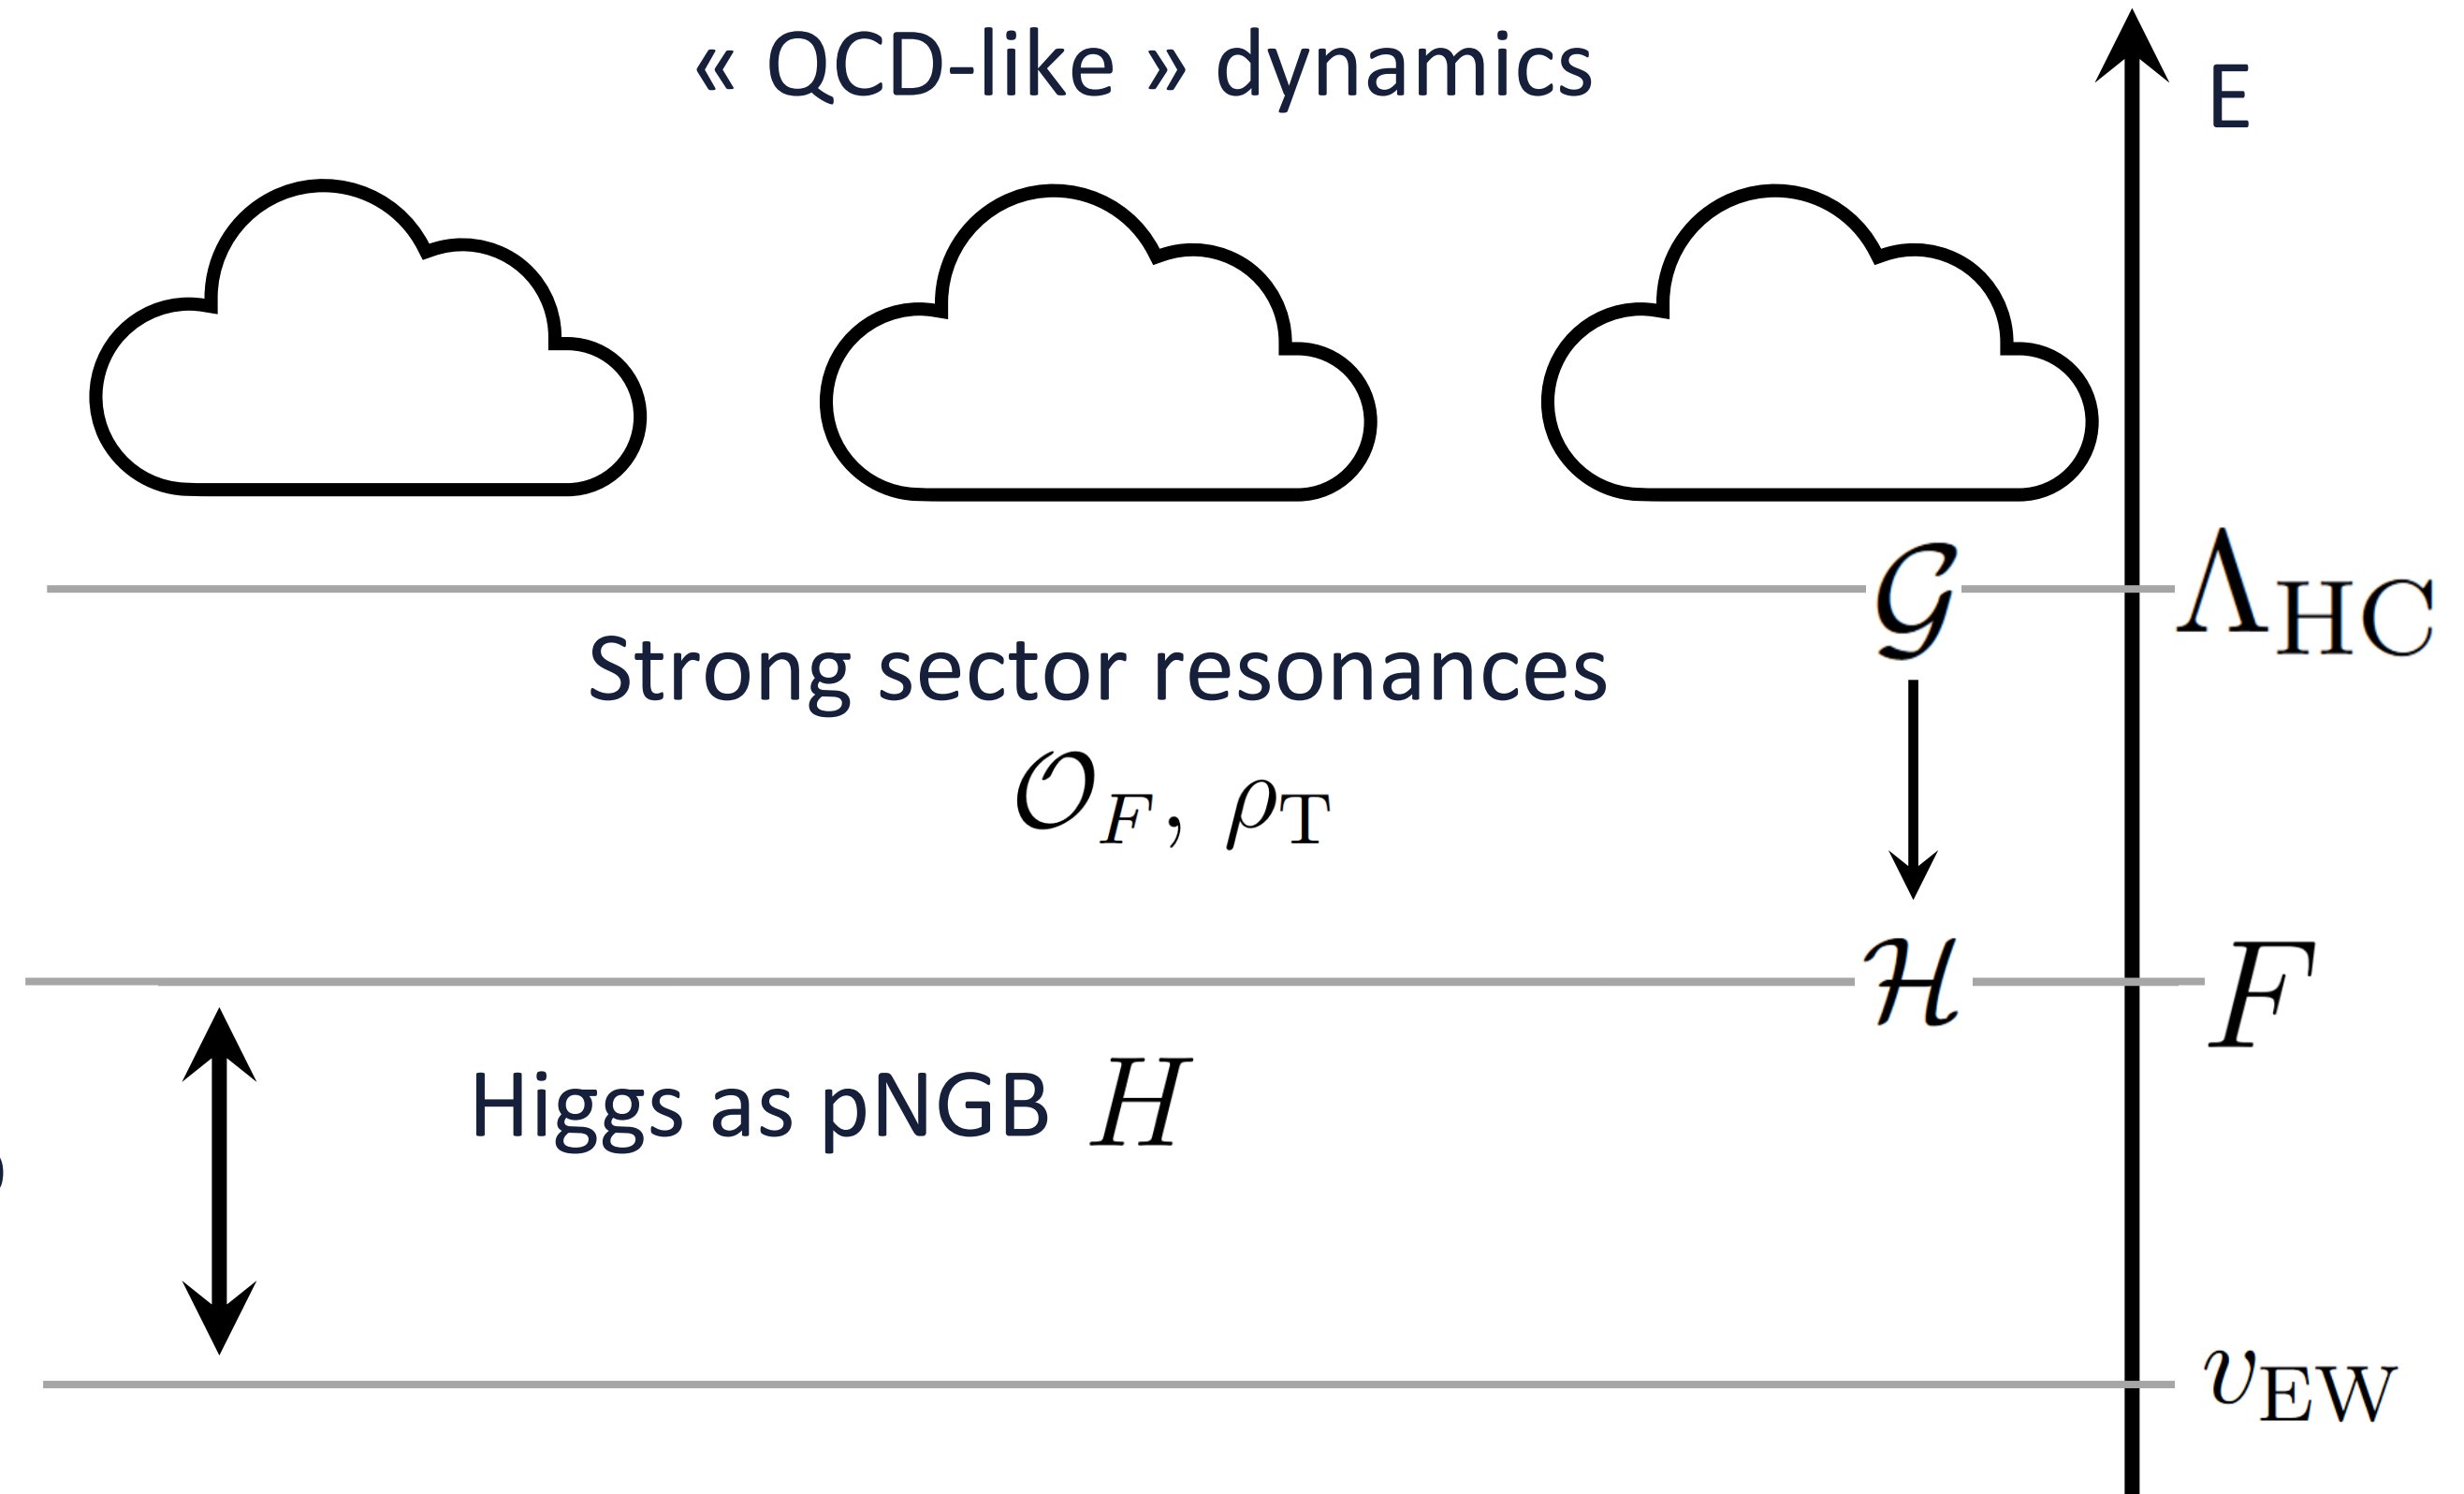 « QCD-like » dynamics
E
𝒢
Λ_HC
Strong sector resonances
𝒪_F, ρ_T
ℋ
F
Higgs as pNGB H
v_EW